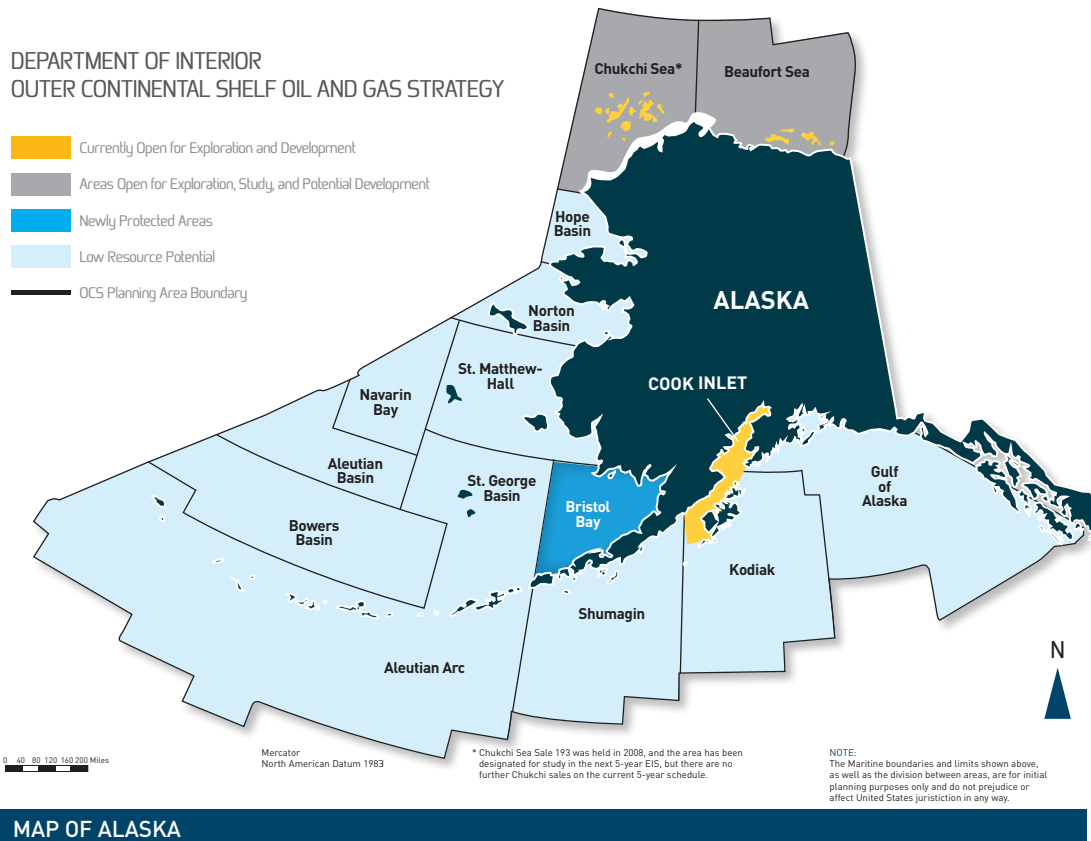 DEPARTMENT OF INTERIOR
OUTER CONTINENTAL SHELF OIL AND GAS STRATEGY
Currently Open for Exploration and Development
Areas Open for Exploration, Study, and Potential Development
Newly Protected Areas
Low Resource Potential
OCS Planning Area Boundary
Chukchi Sea*
Beaufort Sea
Hope
Basin
Norton
Basin
ALASKA
St. Matthew-
Hall
COOK INLET
Navarin
Bay
Aleutian
Basin
St. George
Basin
Bristol
Bay
Gulf
of
Alaska
Bowers
Basin
Kodiak
Shumagin
Aleutian Arc
N
0 40 80 120 160 200 Miles
Mercator
North American Datum 1983
* Chukchi Sea Sale 193 was held in 2008, and the area has been
designated for study in the next 5-year EIS, but there are no
further Chukchi sales on the current 5-year schedule.
NOTE:
The Maritine boundaries and limits shown above,
as well as the division between areas, are for initial
planning purposes only and do not prejudice or
affect United States juristiction in any way.
MAP OF ALASKA